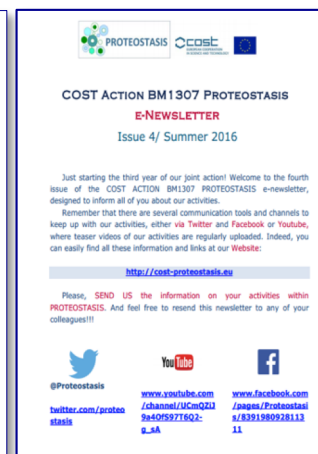 PROTEOSTASIS
cost
EUROPEAN COOPERATION
IN SCIENCE AND TECHNOLOGY
COST ACTION BM1307 PROTEOSTASIS
E-NEWSLETTER
Issue 4/ Summer 2016
Just starting the third year of our joint action! Welcome to the fourth
issue of the COST ACTION BM1307 PROTEOSTASIS e-newsletter,
designed to inform all of you about our activities.
Remember that there are several communication tools and channels to
keep up with our activities, either via Twitter and Facebook or Youtube,
where teaser videos of our activities are regularly uploaded. Indeed, you
can easily find all these information and links at our Website:
http://cost-proteostasis.eu
Please, SEND US the information on your activities within
PROTEOSTASIS. And feel free to resend this newsletter to any of your
colleagues!!!
You Tube
@Proteostasis
twitter.com/proteo
stasis
www.youtube.com
/channel/UCmQZiJ
9a4OfS97T6Q2-
g_sA
www.facebook.com
/pages/Proteostasi
s/8391980928113
11